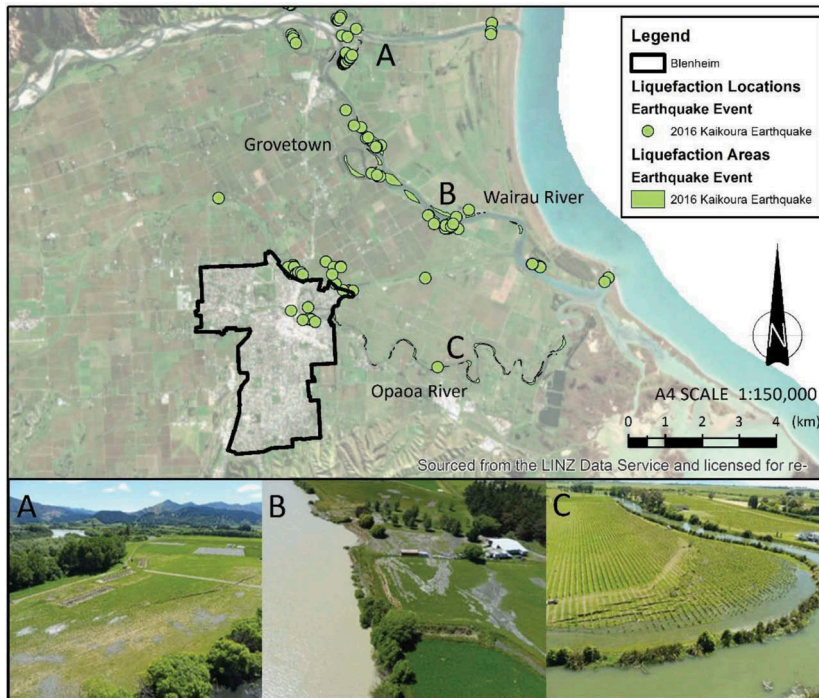 A
Grovetown
B
Wairau River
C
Opaoa River
Legend
Blenheim
Liquefaction Locations
Earthquake Event
2016 Kaikoura Earthquake
Liquefaction Areas
Earthquake Event
2016 Kaikoura Earthquake
N
A4 SCALE 1:150,000
0 1 2 3 4 (km)
Sourced from the LINZ Data Service and licensed for re-
A
B
C